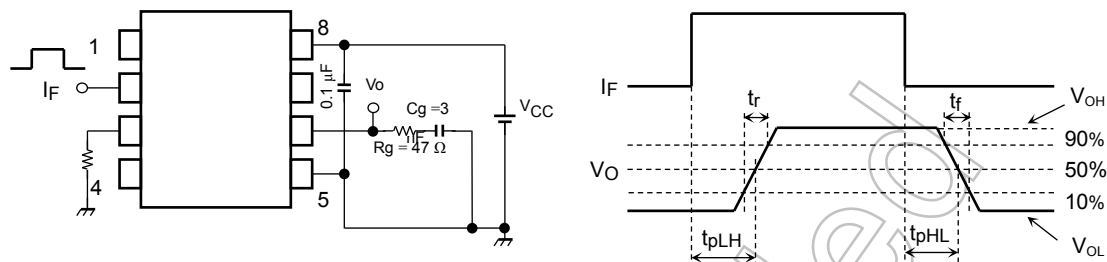 1
8
IF
0.1 μF
Vo
Cg =3
nF
Rg = 47 Ω
VCC
4
5
IF
tr
tf
VOH
90%
VO
50%
10%
tpLH
tpHL
VOL